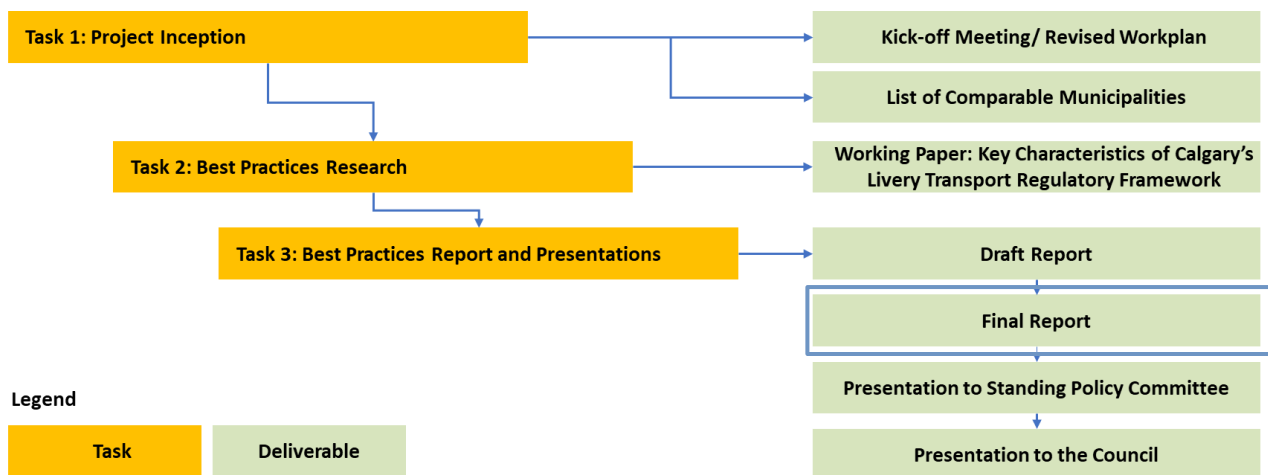 Task 1: Project Inception
Kick-off Meeting/ Revised Workplan
List of Comparable Municipalities
Task 2: Best Practices Research
Working Paper: Key Characteristics of Calgary’s
Livery Transport Regulatory Framework
Task 3: Best Practices Report and Presentations
Draft Report
Final Report
Presentation to Standing Policy Committee
Presentation to the Council
Legend
Task
Deliverable